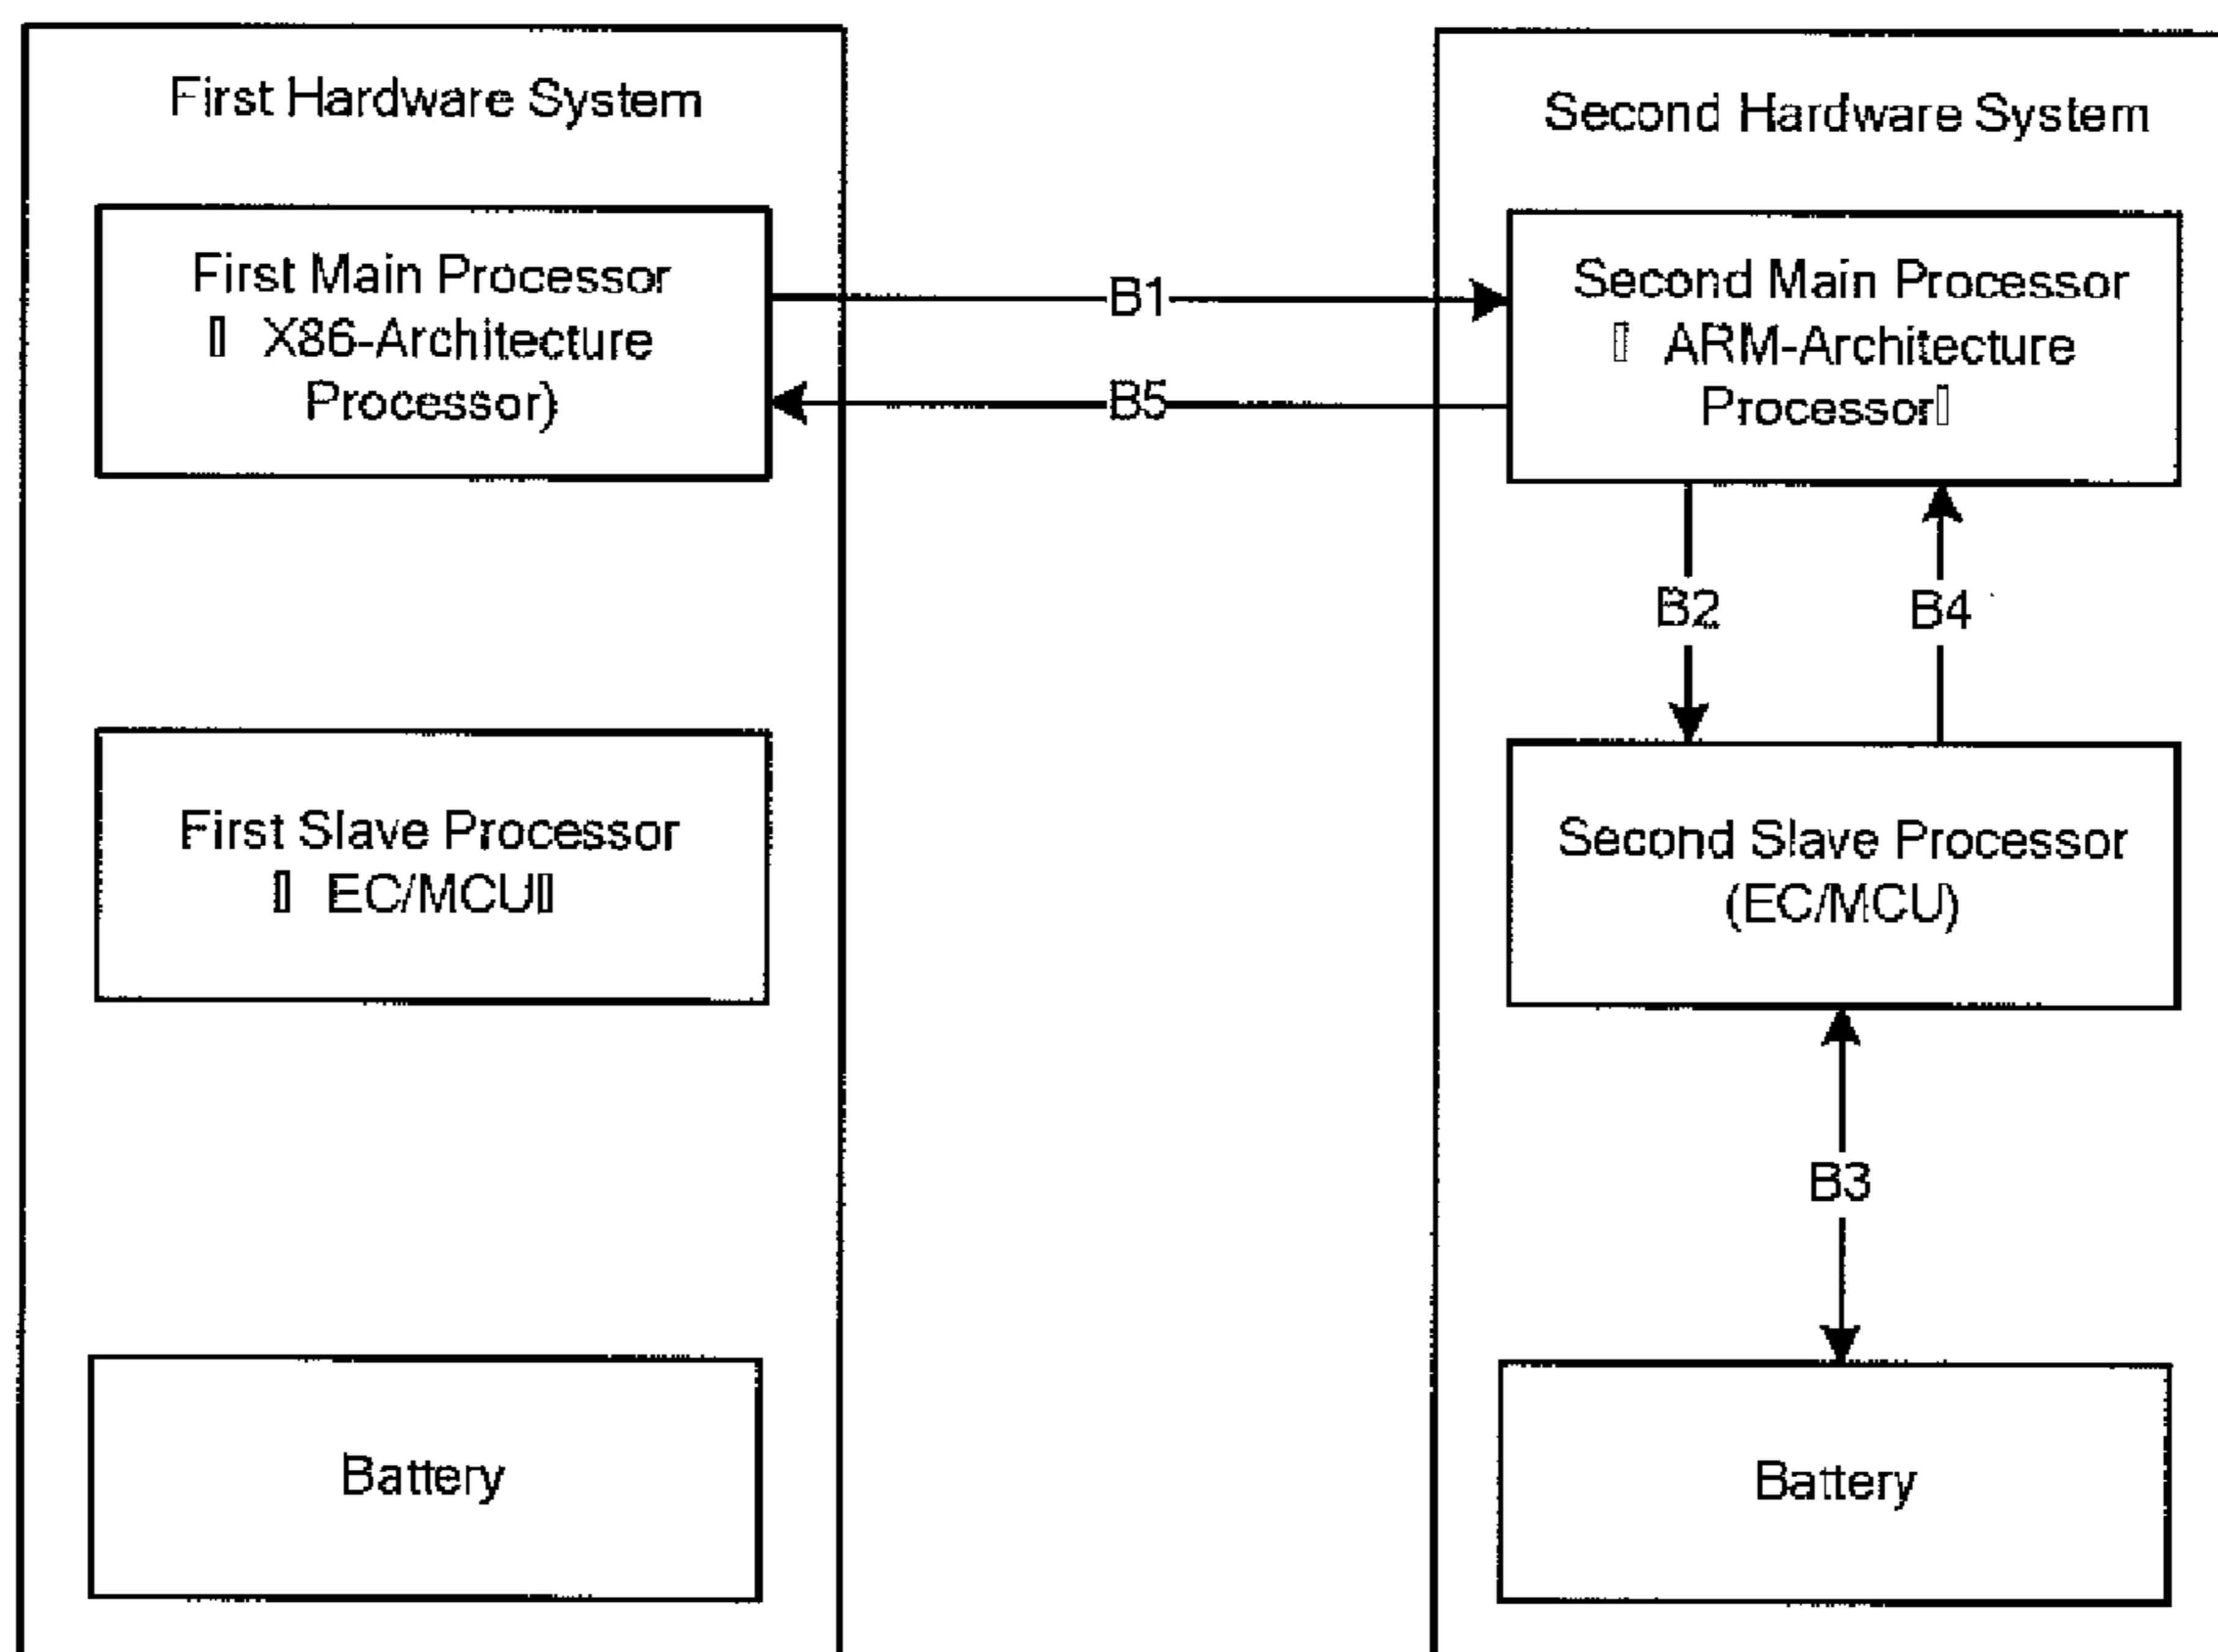 First Hardware System
First Main Processor
X86-Architecture
Processor)
First Slave Processor
EC/MCU
Battery
B1
B5
Second Hardware System
Second Main Processor
ARM-Architecture
Processor
B2
B4
Second Slave Processor
(EC/MCU)
B3
Battery